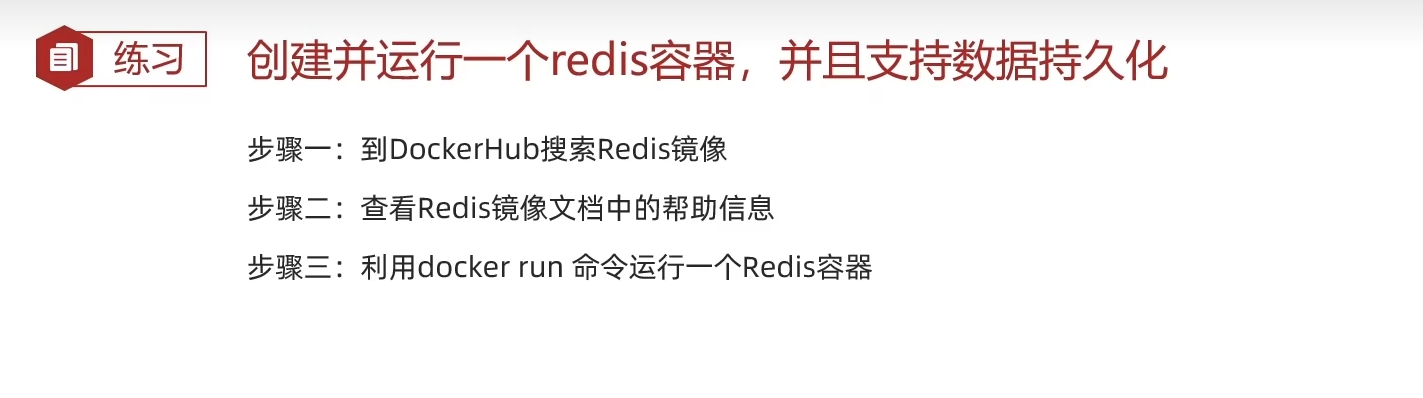 练习
创建并运行一个redis容器，并且支持数据持久化
步骤一：到DockerHub搜索Redis镜像
步骤二：查看Redis镜像文档中的帮助信息
步骤三：利用docker run 命令运行一个Redis容器